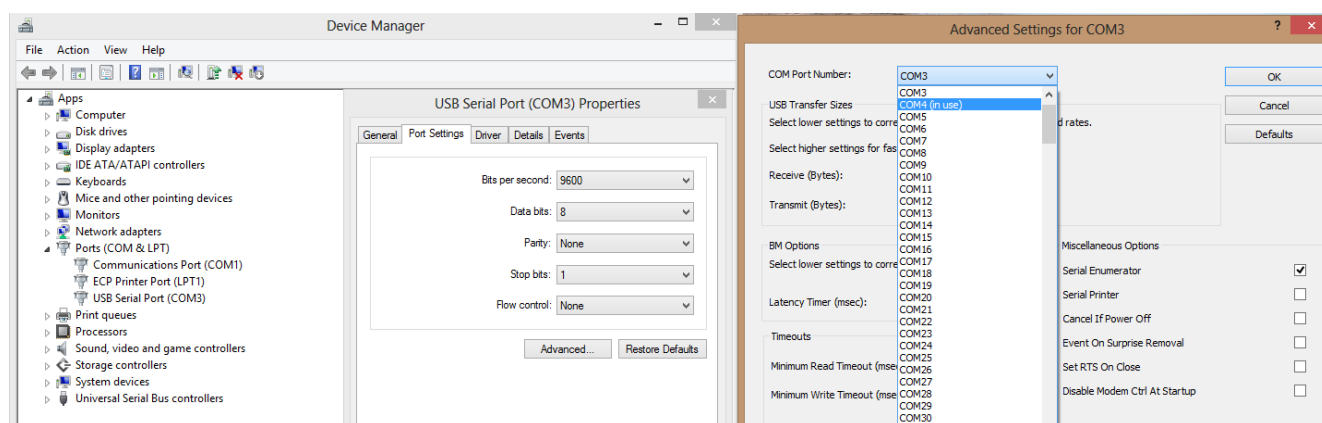 Device Manager
File Action View Help
Apps
Computer
Disk drives
Display adapters
IDE ATA/ATAPI controllers
Keyboards
Mice and other pointing devices
Monitors
Network adapters
Ports (COM & LPT)
Communications Port (COM1)
ECP Printer Port (LPT1)
USB Serial Port (COM3)
Print queues
Processors
Sound, video and game controllers
Storage controllers
System devices
Universal Serial Bus controllers
USB Serial Port (COM3) Properties
General Port Settings Driver Details Events
Bits per second: 9600
Data bits: 8
Parity: None
Stop bits: 1
Flow control: None
Advanced... Restore Defaults
Advanced Settings for COM3
COM Port Number: COM3
OK
Cancel
Defaults
COM3
COM4 (in use)
COM5
COM6
COM7
COM8
COM9
COM10
COM11
COM12
COM13
COM14
COM15
COM16
COM17
COM18
COM19
COM20
COM21
COM22
COM23
COM24
COM25
COM26
COM27
COM28
COM29
COM30
USB Transfer Sizes
Select lower settings to corre d rates.
Select higher settings for fas
Receive (Bytes):
Transmit (Bytes):
BM Options
Select lower settings to corre
Latency Timer (msec):
Timeouts
Minimum Read Timeout (mse
Minimum Write Timeout (mse
Miscellaneous Options
Serial Enumerator
Serial Printer
Cancel If Power Off
Event On Surprise Removal
Set RTS On Close
Disable Modem Ctrl At Startup